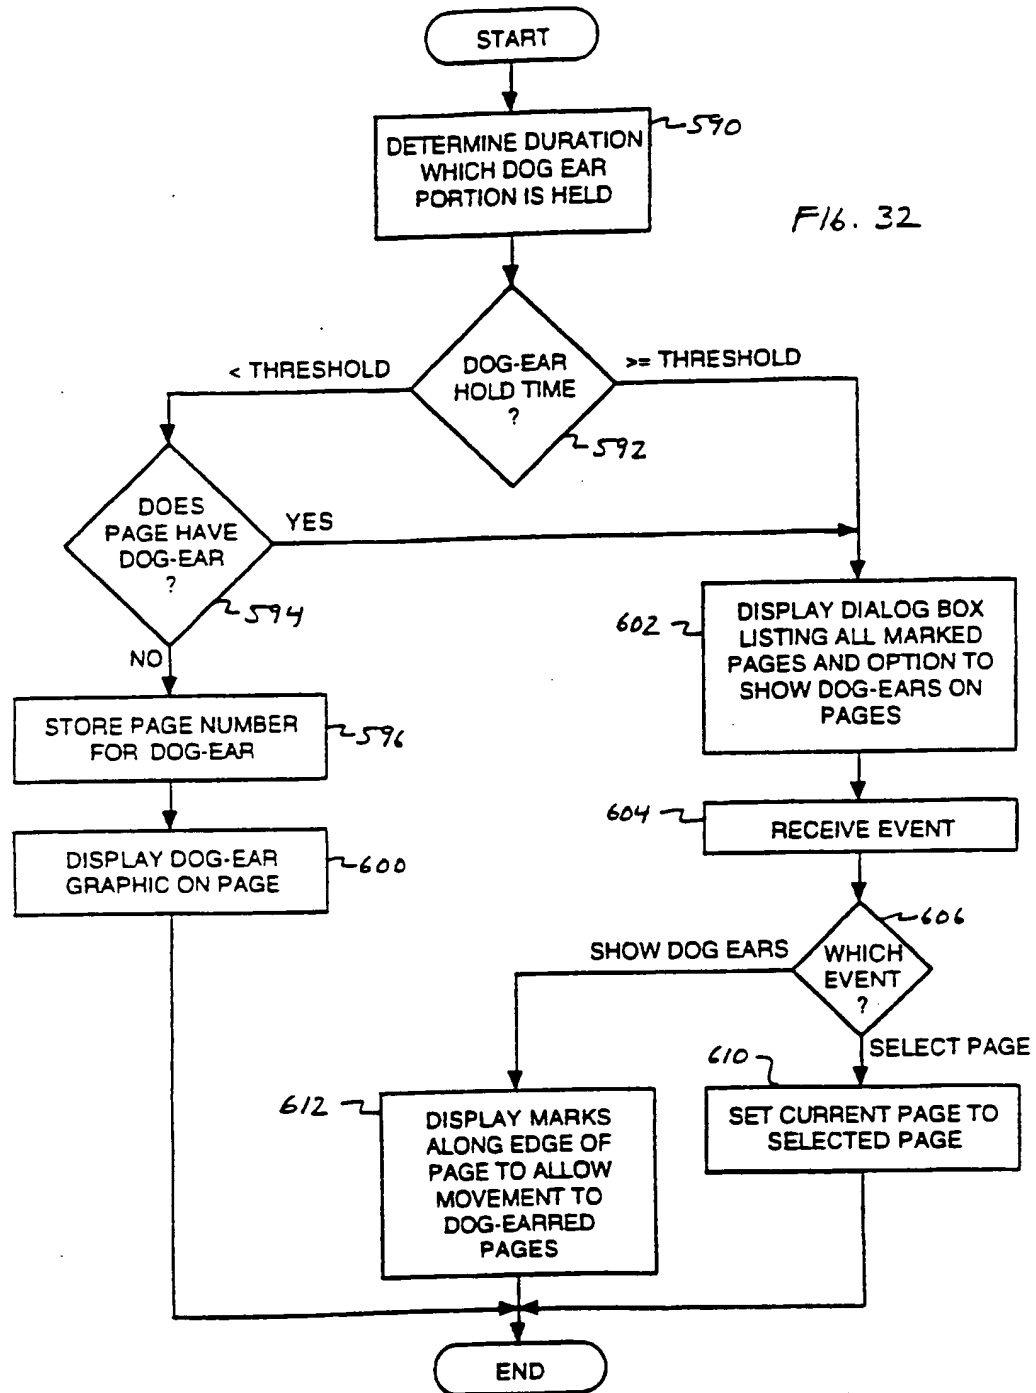 START
DETERMINE DURATION
WHICH DOG EAR
PORTION IS HELD
590
FIG. 32
DOG-EAR
HOLD TIME
?
592
< THRESHOLD
>= THRESHOLD
DOES
PAGE HAVE
DOG-EAR
?
594
YES
NO
STORE PAGE NUMBER
FOR DOG-EAR
596
DISPLAY DOG-EAR
GRAPHIC ON PAGE
600
602
DISPLAY DIALOG BOX
LISTING ALL MARKED
PAGES AND OPTION TO
SHOW DOG-EARS ON
PAGES
604
RECEIVE EVENT
606
WHICH
EVENT
?
SHOW DOG EARS
SELECT PAGE
610
SET CURRENT PAGE TO
SELECTED PAGE
612
DISPLAY MARKS
ALONG EDGE OF
PAGE TO ALLOW
MOVEMENT TO
DOG-EARRED
PAGES
END